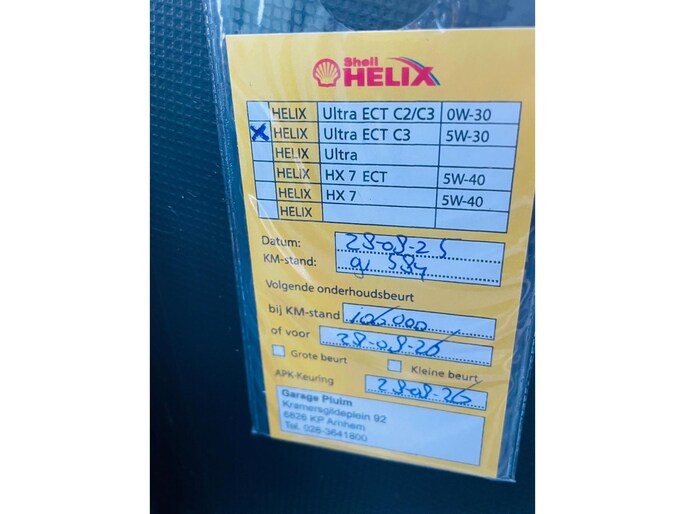 Shell
HELIX
HELIX Ultra ECT C2/C3 0W-30
X HELIX Ultra ECT C3 5W-30
HELIX Ultra
HELIX HX 7 ECT 5W-40
HELIX HX 7 5W-40
HELIX
Datum: 28-08-25
KM-stand: 91 584
Volgende onderhoudsbeurt
bij KM-stand 106000
of voor 28-08-26
Grote beurt Kleine beurt
APK-Keuring 28-08-26
Garage Pluim
Kramersgildeplein 92
6826 KP Arnhem
Tel. 026-3641800